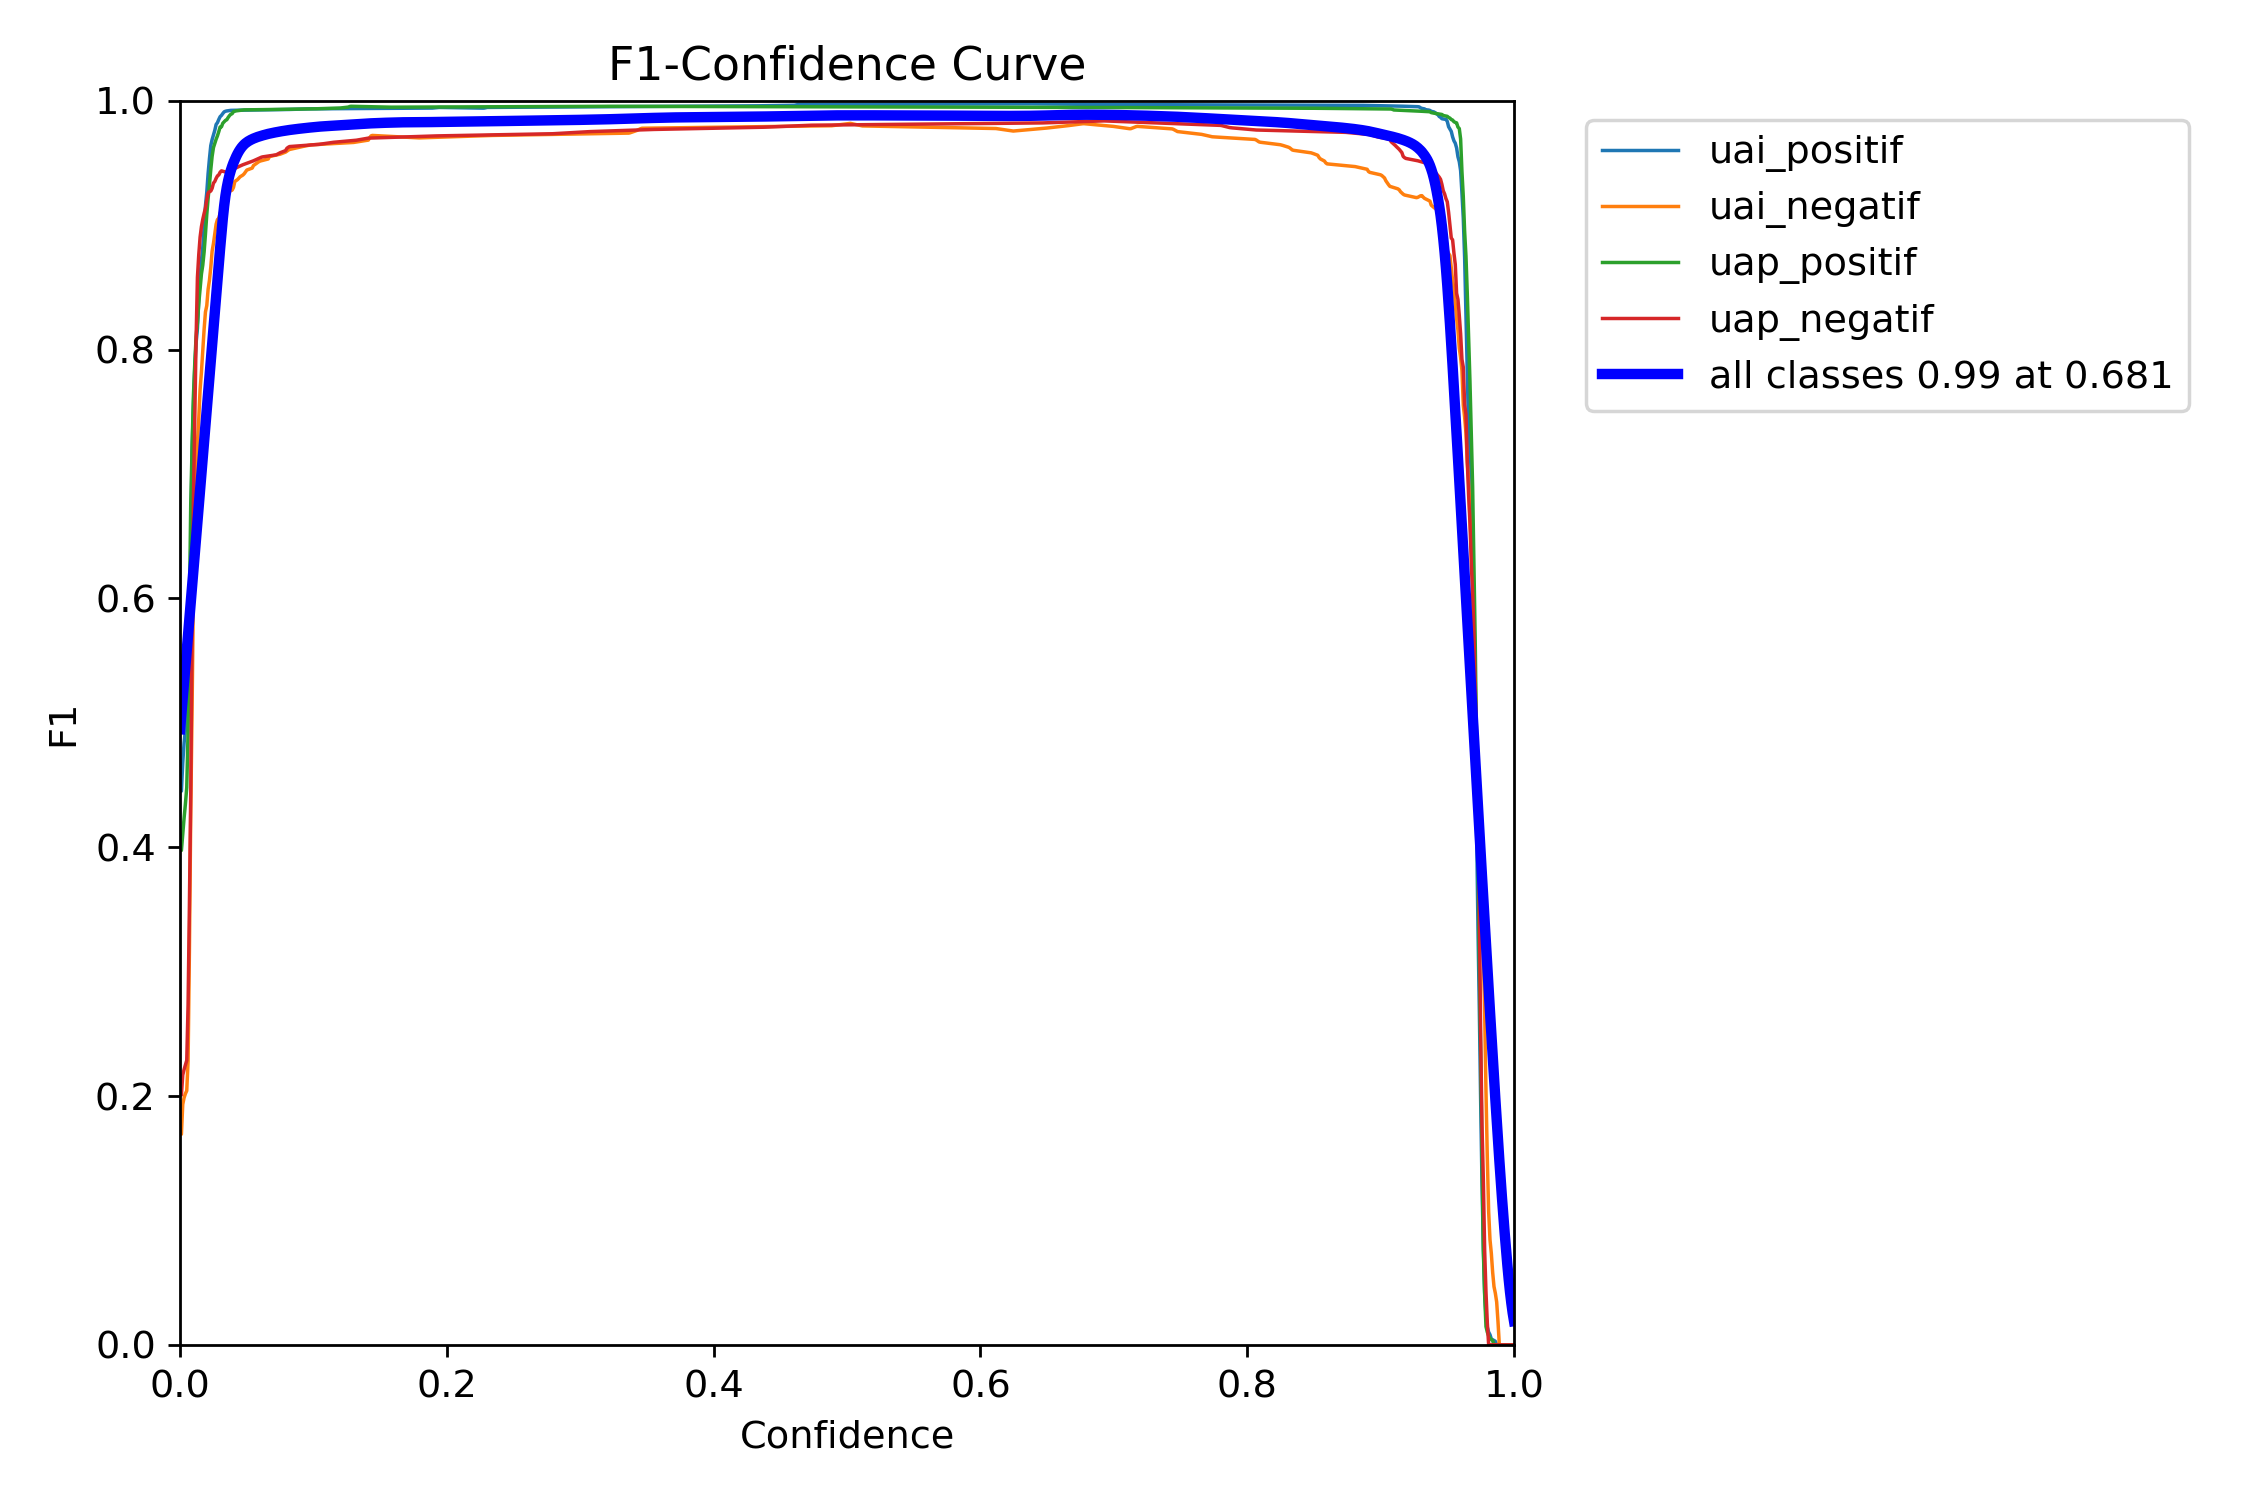 F1-Confidence Curve
1.0
0.8
0.6
0.4
0.2
0.0
F1
0.0 0.2 0.4 0.6 0.8 1.0
Confidence
uai_positif
uai_negatif
uap_positif
uap_negatif
all classes 0.99 at 0.681